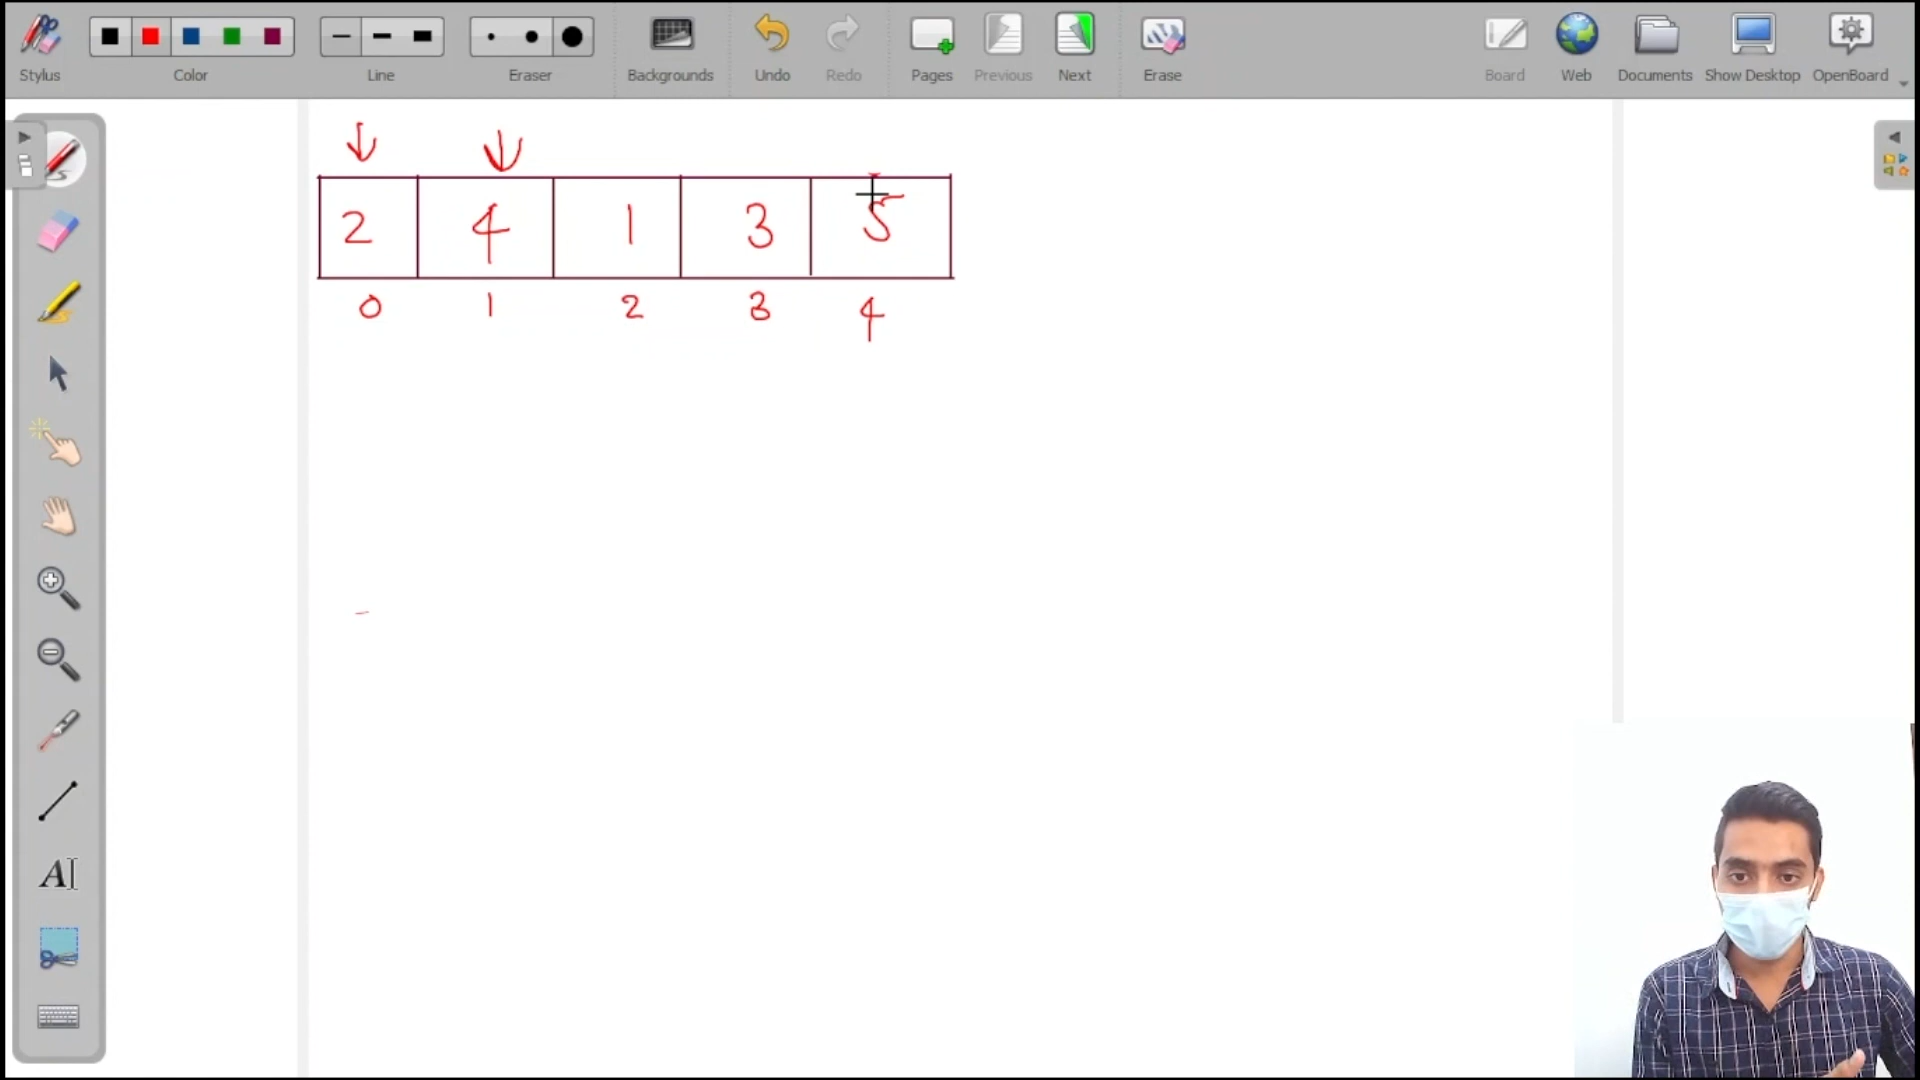 Stylus Color Line Eraser Backgrounds Undo Redo Pages Previous Next Erase Board Web Documents Show Desktop OpenBoard
2 4 1 3 5
0 1 2 3 4
A